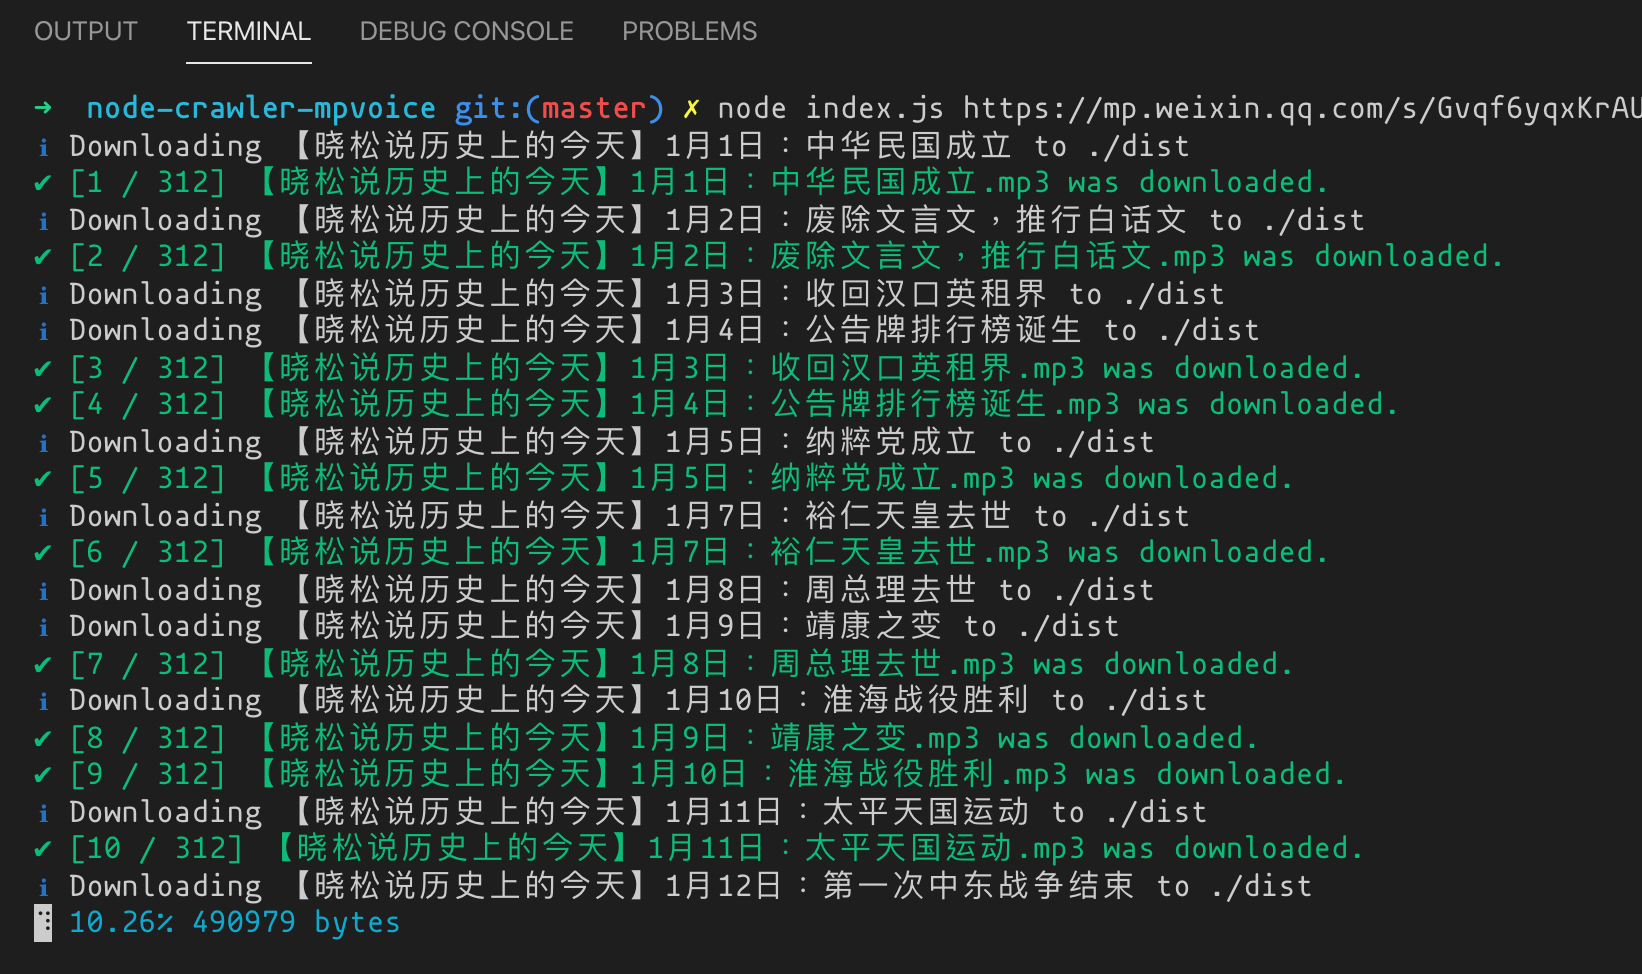 OUTPUT TERMINAL DEBUG CONSOLE PROBLEMS
➜ node-crawler-mpvoice git:(master) ✗ node index.js https://mp.weixin.qq.com/s/Gvqf6yqxKrAU
ℹ Downloading 【晓松说历史上的今天】1月1日：中华民国成立 to ./dist
✔ [1 / 312] 【晓松说历史上的今天】1月1日：中华民国成立.mp3 was downloaded.
ℹ Downloading 【晓松说历史上的今天】1月2日：废除文言文，推行白话文 to ./dist
✔ [2 / 312] 【晓松说历史上的今天】1月2日：废除文言文，推行白话文.mp3 was downloaded.
ℹ Downloading 【晓松说历史上的今天】1月3日：收回汉口英租界 to ./dist
ℹ Downloading 【晓松说历史上的今天】1月4日：公告牌排行榜诞生 to ./dist
✔ [3 / 312] 【晓松说历史上的今天】1月3日：收回汉口英租界.mp3 was downloaded.
✔ [4 / 312] 【晓松说历史上的今天】1月4日：公告牌排行榜诞生.mp3 was downloaded.
ℹ Downloading 【晓松说历史上的今天】1月5日：纳粹党成立 to ./dist
✔ [5 / 312] 【晓松说历史上的今天】1月5日：纳粹党成立.mp3 was downloaded.
ℹ Downloading 【晓松说历史上的今天】1月7日：裕仁天皇去世 to ./dist
✔ [6 / 312] 【晓松说历史上的今天】1月7日：裕仁天皇去世.mp3 was downloaded.
ℹ Downloading 【晓松说历史上的今天】1月8日：周总理去世 to ./dist
ℹ Downloading 【晓松说历史上的今天】1月9日：靖康之变 to ./dist
✔ [7 / 312] 【晓松说历史上的今天】1月8日：周总理去世.mp3 was downloaded.
ℹ Downloading 【晓松说历史上的今天】1月10日：淮海战役胜利 to ./dist
✔ [8 / 312] 【晓松说历史上的今天】1月9日：靖康之变.mp3 was downloaded.
✔ [9 / 312] 【晓松说历史上的今天】1月10日：淮海战役胜利.mp3 was downloaded.
ℹ Downloading 【晓松说历史上的今天】1月11日：太平天国运动 to ./dist
✔ [10 / 312] 【晓松说历史上的今天】1月11日：太平天国运动.mp3 was downloaded.
ℹ Downloading 【晓松说历史上的今天】1月12日：第一次中东战争结束 to ./dist
10.26% 490979 bytes